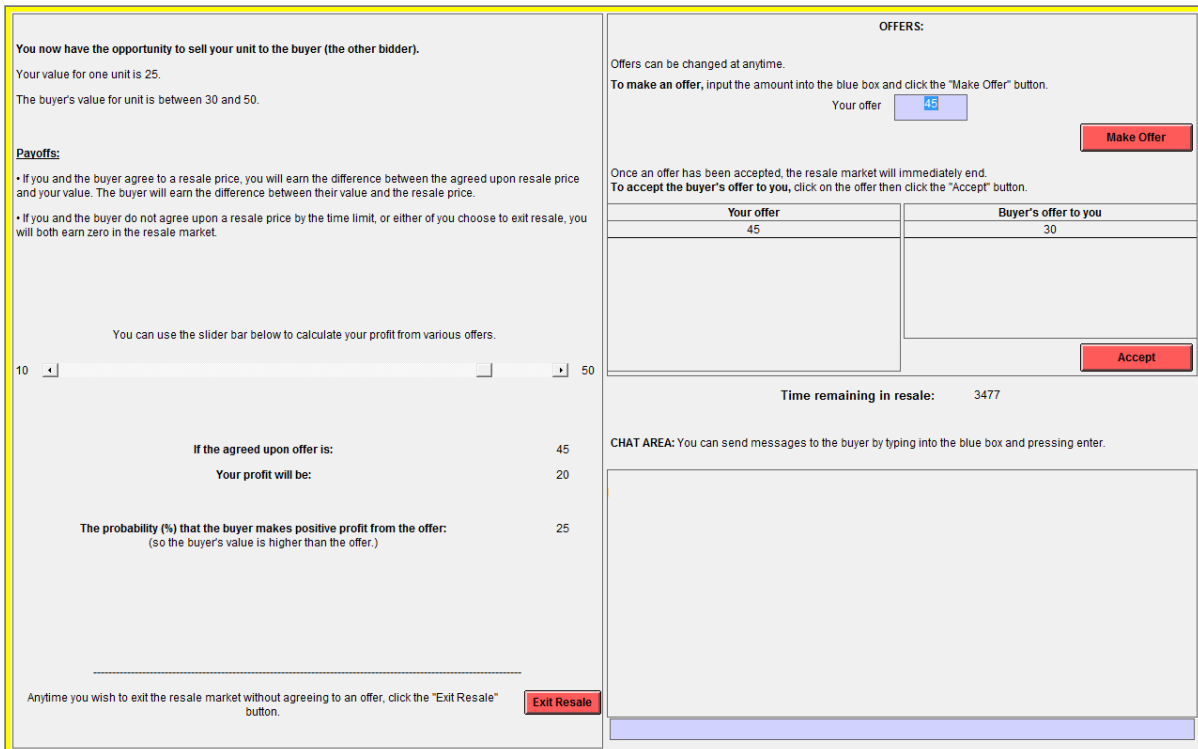 You now have the opportunity to sell your unit to the buyer (the other bidder).
Your value for one unit is 25.
The buyer's value for unit is between 30 and 50.
Payoffs:
• If you and the buyer agree to a resale price, you will earn the difference between the agreed upon resale price
and your value. The buyer will earn the difference between their value and the resale price.
• If you and the buyer do not agree upon a resale price by the time limit, or either of you choose to exit resale, you
will both earn zero in the resale market.
You can use the slider bar below to calculate your profit from various offers.
10 50
If the agreed upon offer is: 45
Your profit will be: 20
The probability (%) that the buyer makes positive profit from the offer: 25
(so the buyer's value is higher than the offer.)
-----------------------------------------------------------------------------------------------------------
Anytime you wish to exit the resale market without agreeing to an offer, click the "Exit Resale"
button.
Exit Resale
OFFERS:
Offers can be changed at anytime.
To make an offer, input the amount into the blue box and click the "Make Offer" button.
Your offer 45
Make Offer
Once an offer has been accepted, the resale market will immediately end.
To accept the buyer's offer to you, click on the offer then click the "Accept" button.
Your offer Buyer's offer to you
45 30
Accept
Time remaining in resale: 3477
CHAT AREA: You can send messages to the buyer by typing into the blue box and pressing enter.